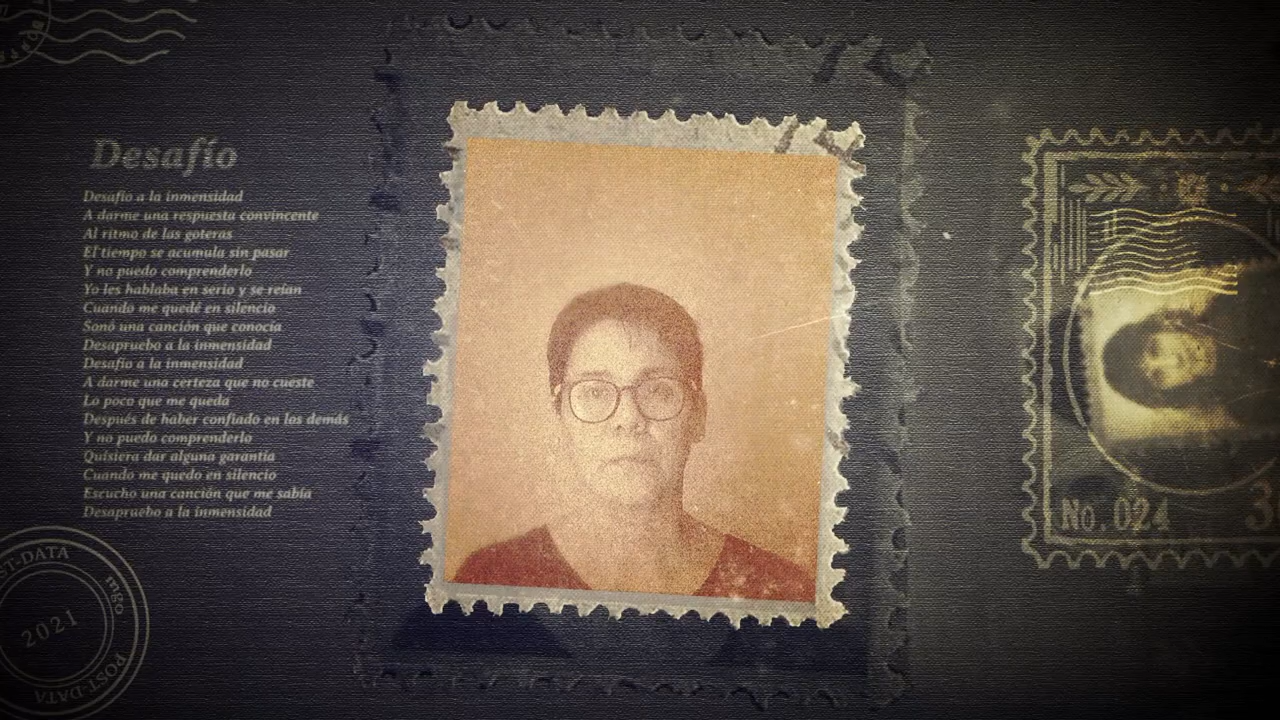 Desafío
Desafío a la inmensidad
A darme una respuesta convincente
Al ritmo de las goteras
El tiempo se acumula sin pasar
Y no puedo comprenderlo
Yo les hablaba en serio y se reían
Cuando me quedé en silencio
Sonó una canción que conocía
Desapruebo a la inmensidad
Desafío a la inmensidad
A darme una certeza que no cueste
Lo poco que me queda
Después de haber confiado en los demás
Y no puedo comprenderlo
Quisiera dar alguna garantía
Cuando me quedo en silencio
Escucho una canción que me sabía
Desapruebo a la inmensidad
ST-DATA
mgo
2021
POST-DATA
No. 024
3